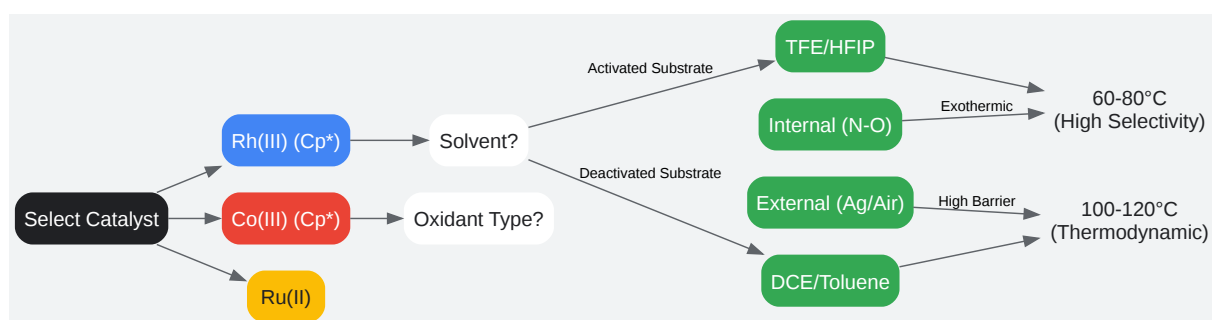 Select Catalyst
Rh(III) (Cp*)
Co(III) (Cp*)
Ru(II)
Solvent?
Oxidant Type?
Activated Substrate
Deactivated Substrate
TFE/HFIP
Internal (N-O)
External (Ag/Air)
DCE/Toluene
Exothermic
High Barrier
60-80°C
(High Selectivity)
100-120°C
(Thermodynamic)